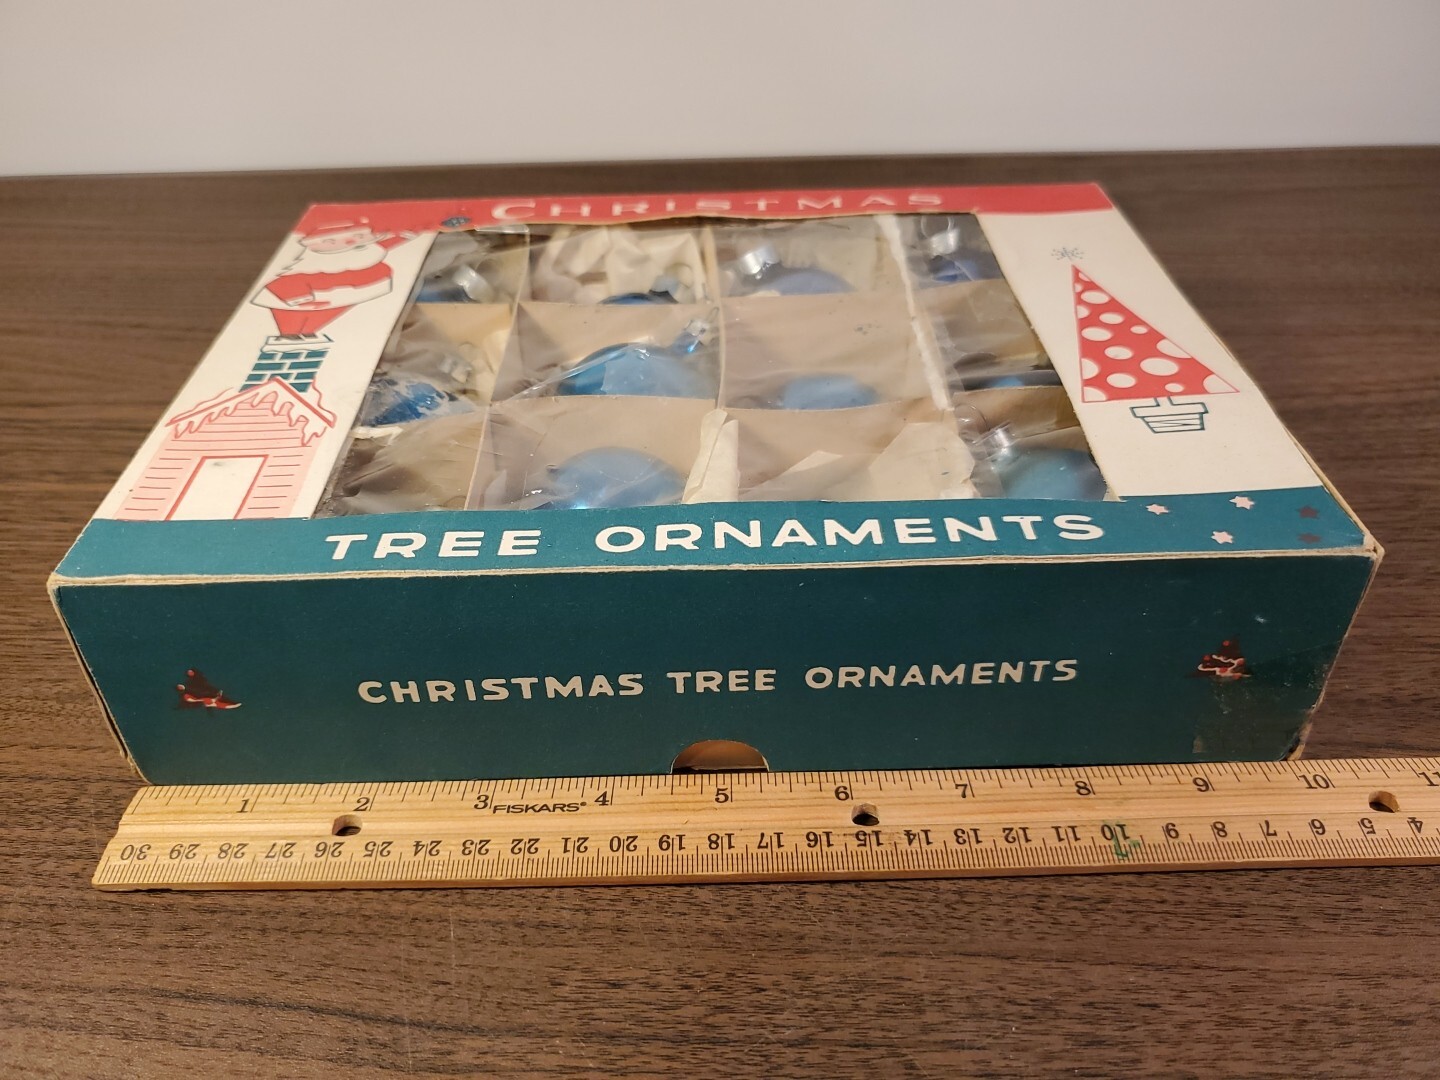 CHRISTMAS
TREE ORNAMENTS
CHRISTMAS TREE ORNAMENTS
1 2 3 FISKARS® 4 5 6 7 8 9 10 11
30 29 28 27 26 25 24 23 22 21 20 19 18 17 16 15 14 13 12 11 10 9 8 7 6 5 4